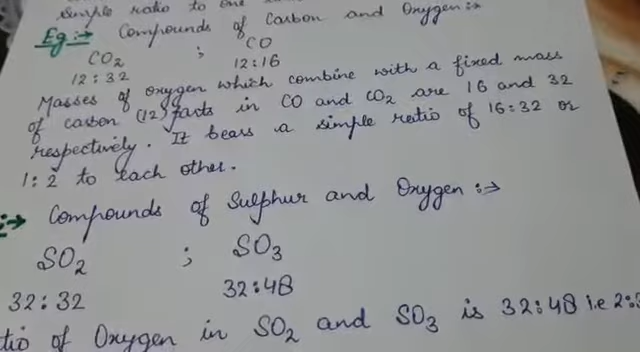 simple ratio to one
Eg:→ Compounds of Carbon and Oxygen:→
CO2 ; CO
12:32 12:16
Masses of oxygen which combine with a fixed mass
of carbon (12) parts in CO and CO2 are 16 and 32
respectively. It bears a simple ratio of 16:32 or
1:2 to each other.
:→ Compounds of Sulphur and Oxygen:→
SO2 ; SO3
32:32 32:48
tio of Oxygen in SO2 and SO3 is 32:48 i.e 2:3